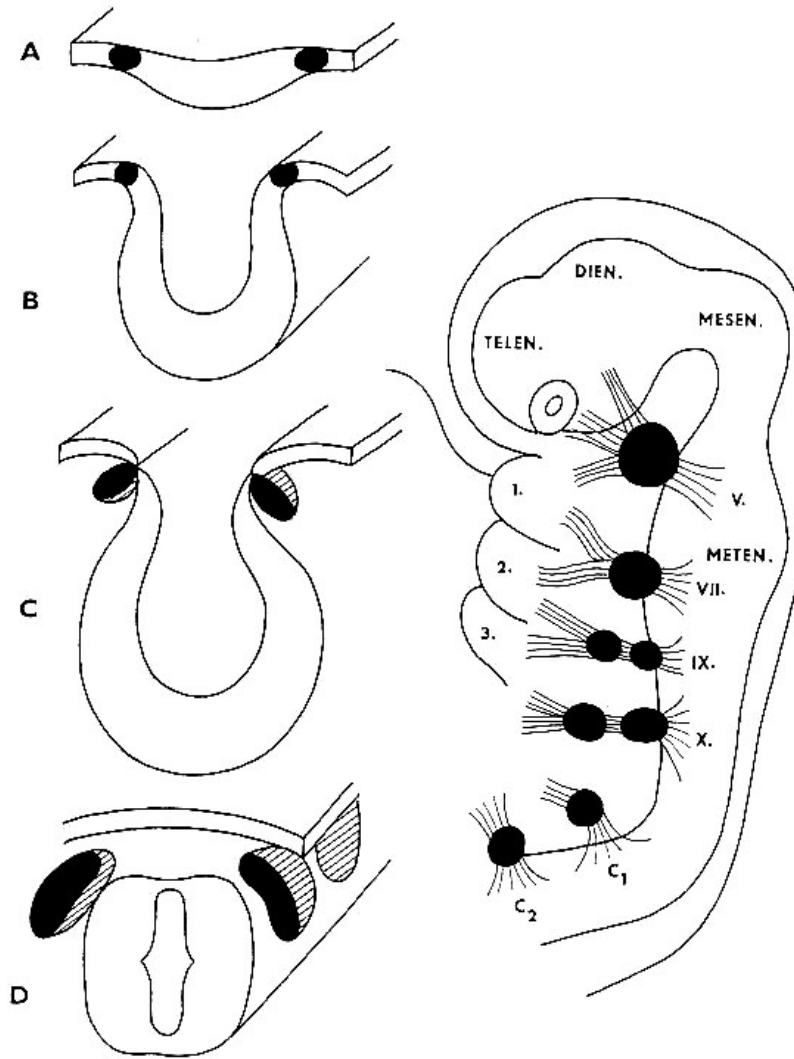 A
B
C
D
DIEN.
MESEN.
TELEN.
1.
V.
2.
METEN.
VII.
3.
IX.
X.
C₁
C₂